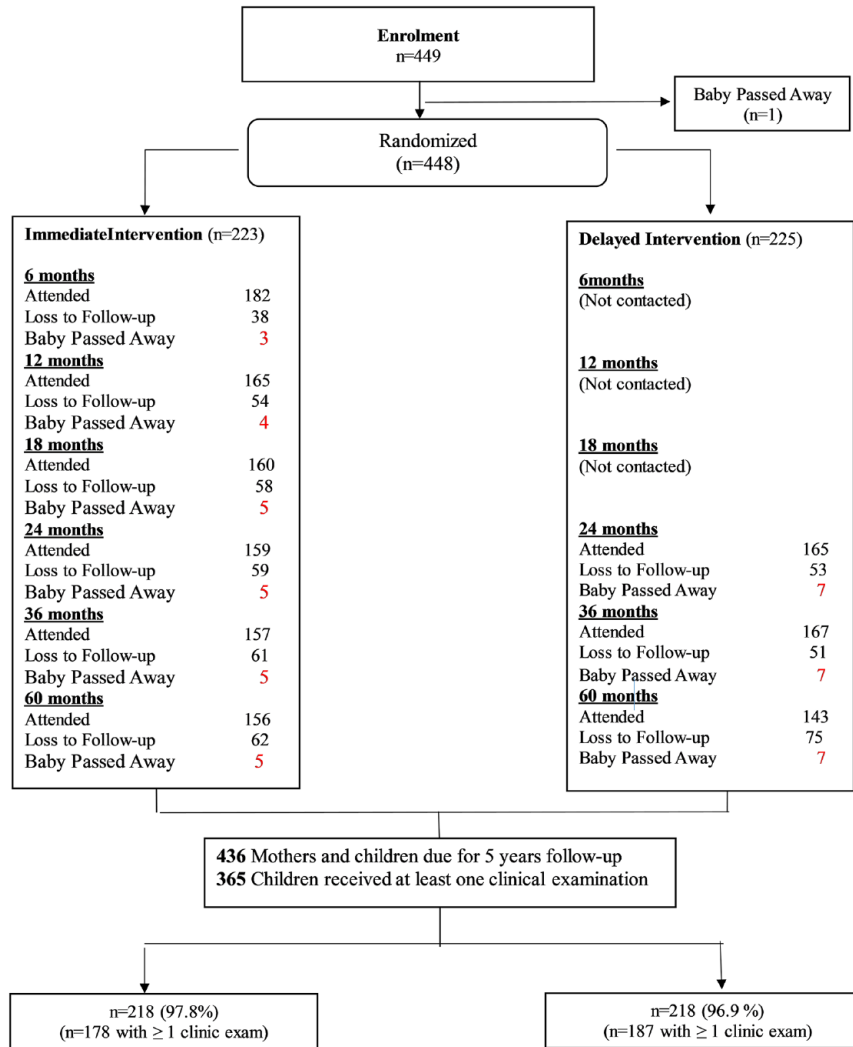 Enrolment
n=449
Baby Passed Away
(n=1)
Randomized
(n=448)
ImmediateIntervention (n=223)
6 months
Attended 182
Loss to Follow-up 38
Baby Passed Away 3
12 months
Attended 165
Loss to Follow-up 54
Baby Passed Away 4
18 months
Attended 160
Loss to Follow-up 58
Baby Passed Away 5
24 months
Attended 159
Loss to Follow-up 59
Baby Passed Away 5
36 months
Attended 157
Loss to Follow-up 61
Baby Passed Away 5
60 months
Attended 156
Loss to Follow-up 62
Baby Passed Away 5
Delayed Intervention (n=225)
6months
(Not contacted)
12 months
(Not contacted)
18 months
(Not contacted)
24 months
Attended 165
Loss to Follow-up 53
Baby Passed Away 7
36 months
Attended 167
Loss to Follow-up 51
Baby Passed Away 7
60 months
Attended 143
Loss to Follow-up 75
Baby Passed Away 7
436 Mothers and children due for 5 years follow-up
365 Children received at least one clinical examination
n=218 (97.8%)
(n=178 with ≥ 1 clinic exam)
n=218 (96.9 %)
(n=187 with ≥ 1 clinic exam)